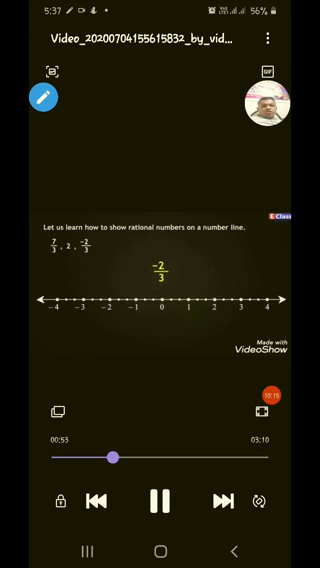 5:37
56%
Video_20200704155615832_by_vid...
GIF
EClass
Let us learn how to show rational numbers on a number line.
7/3 , 2 , -2/3
-2/3
-4 -3 -2 -1 0 1 2 3 4
Made with
VideoShow
10:15
00:53 03:10